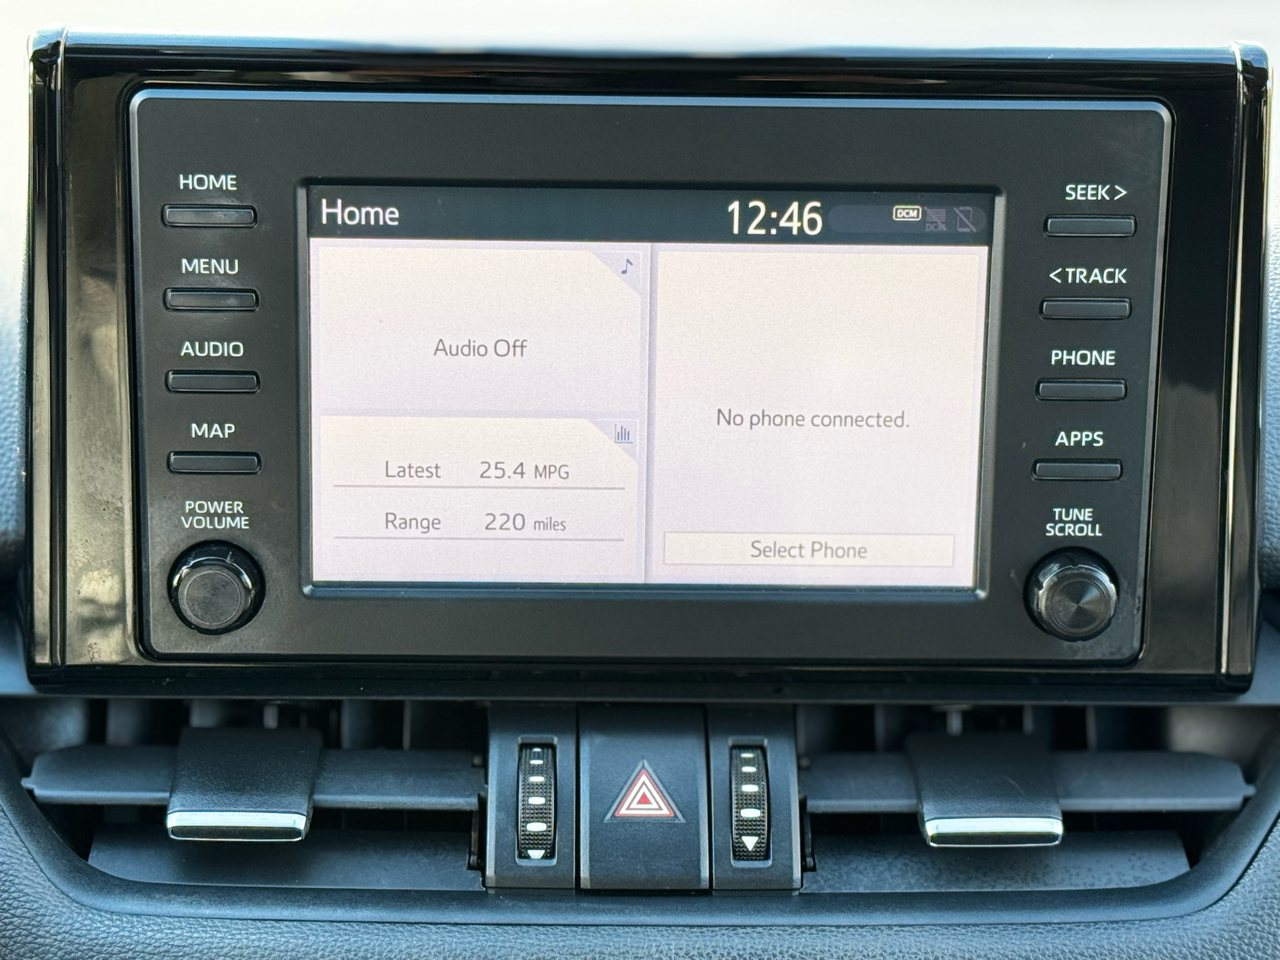 HOME
MENU
AUDIO
MAP
POWER
VOLUME
Home 12:46 DCM
DCM
Audio Off
Latest 25.4 MPG
Range 220 miles
No phone connected.
Select Phone
SEEK >
< TRACK
PHONE
APPS
TUNE
SCROLL